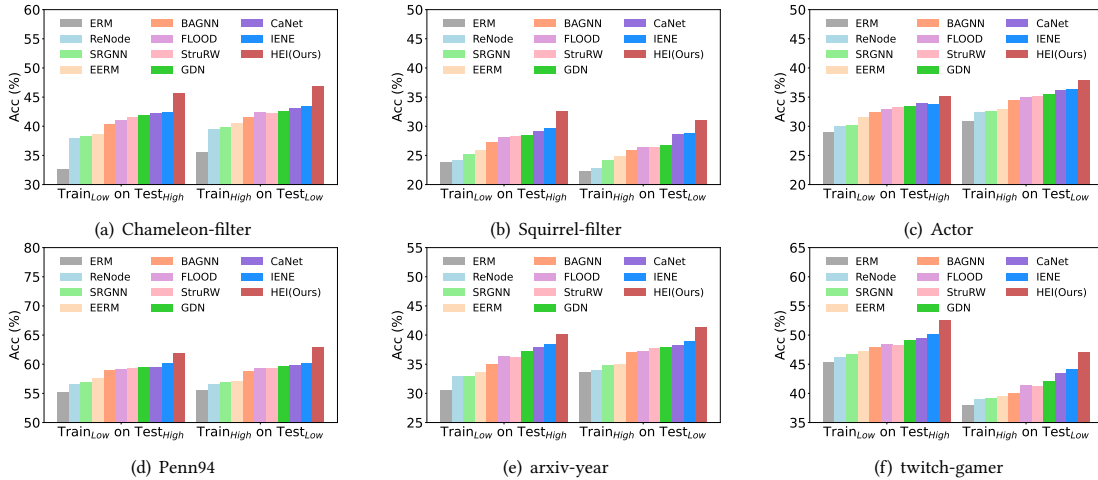 60
55
50
45
40
35
30
Acc (%)
ERM
ReNode
SRGNN
EERM
BAGNN
FLOOD
StruRW
GDN
CaNet
IENE
HEI(Ours)
Train_Low on Test_High
Train_High on Test_Low
(a) Chameleon-filter
50
45
40
35
30
25
20
Acc (%)
ERM
ReNode
SRGNN
EERM
BAGNN
FLOOD
StruRW
GDN
CaNet
IENE
HEI(Ours)
Train_Low on Test_High
Train_High on Test_Low
(b) Squirrel-filter
50
45
40
35
30
25
20
Acc (%)
ERM
ReNode
SRGNN
EERM
BAGNN
FLOOD
StruRW
GDN
CaNet
IENE
HEI(Ours)
Train_Low on Test_High
Train_High on Test_Low
(c) Actor
80
75
70
65
60
55
50
Acc (%)
ERM
ReNode
SRGNN
EERM
BAGNN
FLOOD
StruRW
GDN
CaNet
IENE
HEI(Ours)
Train_Low on Test_High
Train_High on Test_Low
(d) Penn94
55
50
45
40
35
30
25
Acc (%)
ERM
ReNode
SRGNN
EERM
BAGNN
FLOOD
StruRW
GDN
CaNet
IENE
HEI(Ours)
Train_Low on Test_High
Train_High on Test_Low
(e) arxiv-year
65
60
55
50
45
40
35
Acc (%)
ERM
ReNode
SRGNN
EERM
BAGNN
FLOOD
StruRW
GDN
CaNet
IENE
HEI(Ours)
Train_Low on Test_High
Train_High on Test_Low
(f) twitch-gamer